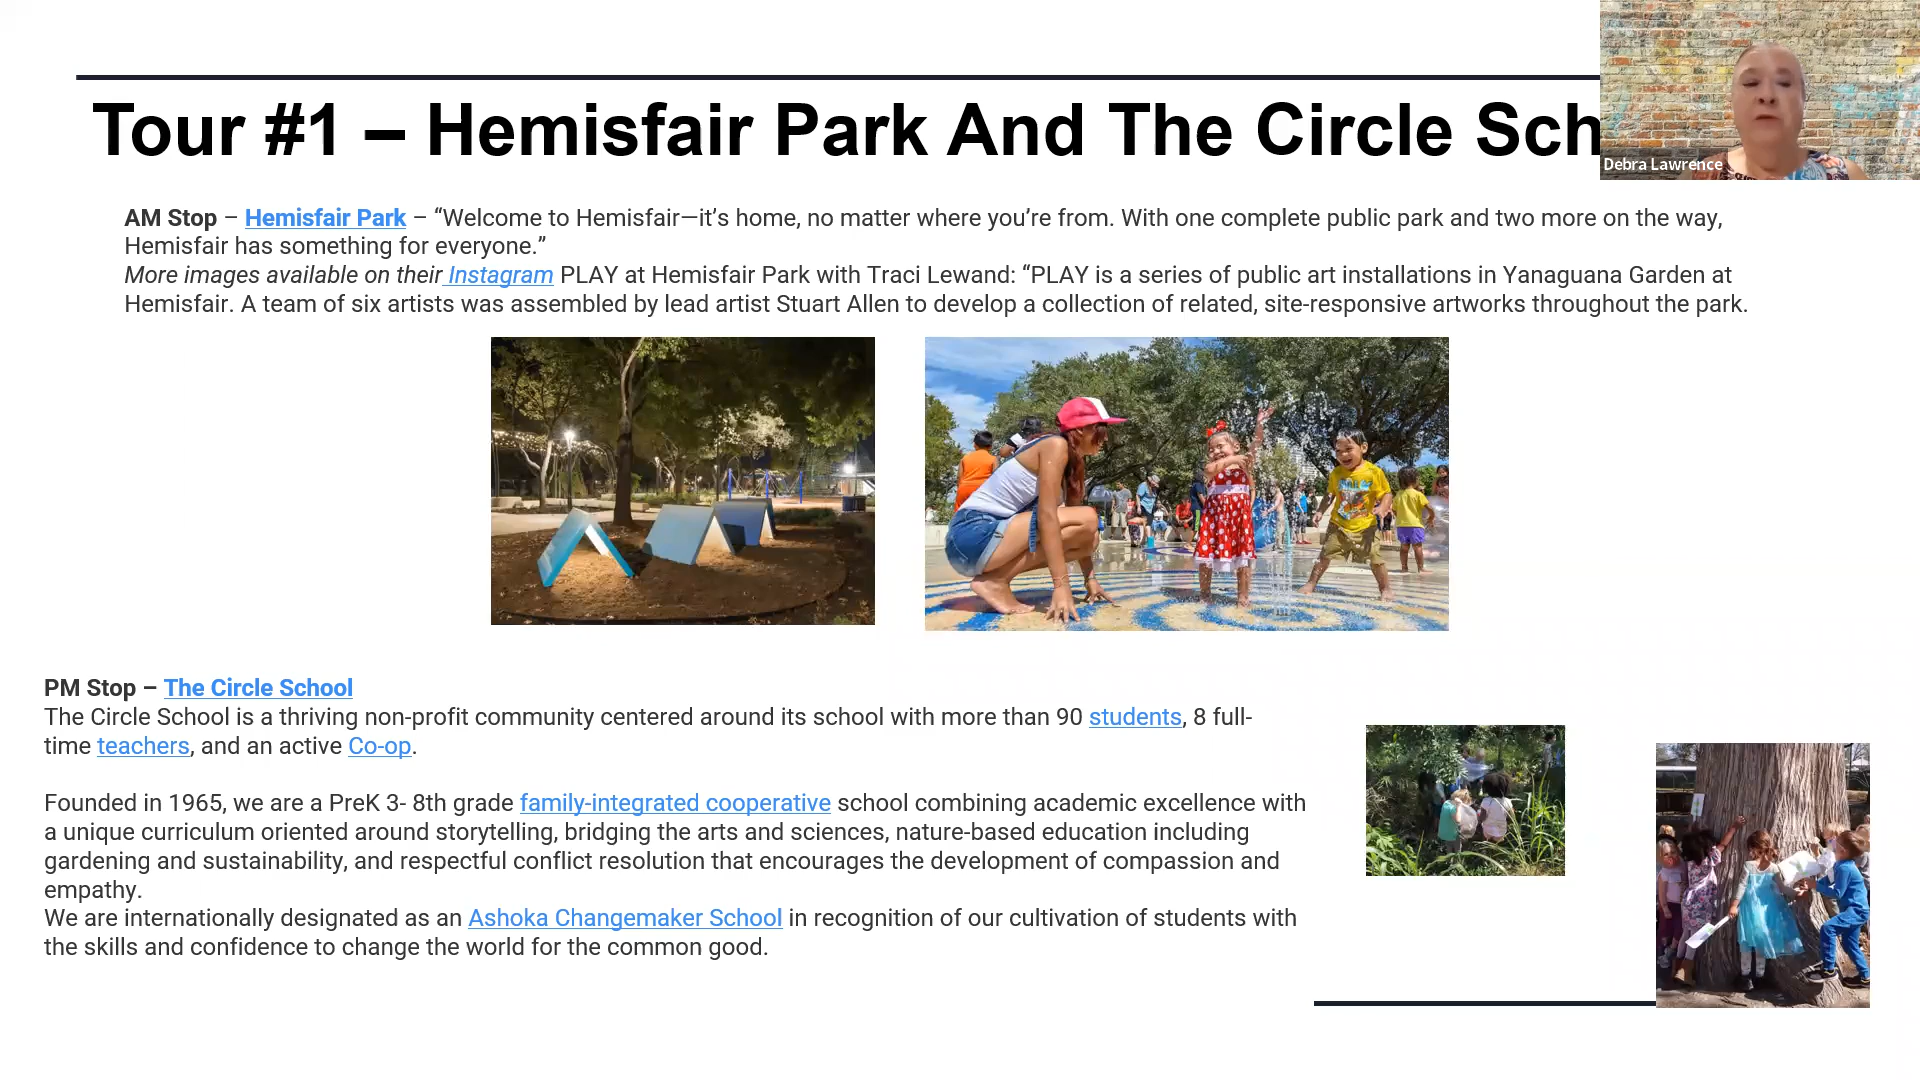 Tour #1 – Hemisfair Park And The Circle Sch
Debra Lawrence
AM Stop – Hemisfair Park – “Welcome to Hemisfair—it’s home, no matter where you’re from. With one complete public park and two more on the way,
Hemisfair has something for everyone.”
More images available on their Instagram PLAY at Hemisfair Park with Traci Lewand: “PLAY is a series of public art installations in Yanaguana Garden at
Hemisfair. A team of six artists was assembled by lead artist Stuart Allen to develop a collection of related, site-responsive artworks throughout the park.
PM Stop – The Circle School
The Circle School is a thriving non-profit community centered around its school with more than 90 students, 8 full-
time teachers, and an active Co-op.
Founded in 1965, we are a PreK 3- 8th grade family-integrated cooperative school combining academic excellence with
a unique curriculum oriented around storytelling, bridging the arts and sciences, nature-based education including
gardening and sustainability, and respectful conflict resolution that encourages the development of compassion and
empathy.
We are internationally designated as an Ashoka Changemaker School in recognition of our cultivation of students with
the skills and confidence to change the world for the common good.